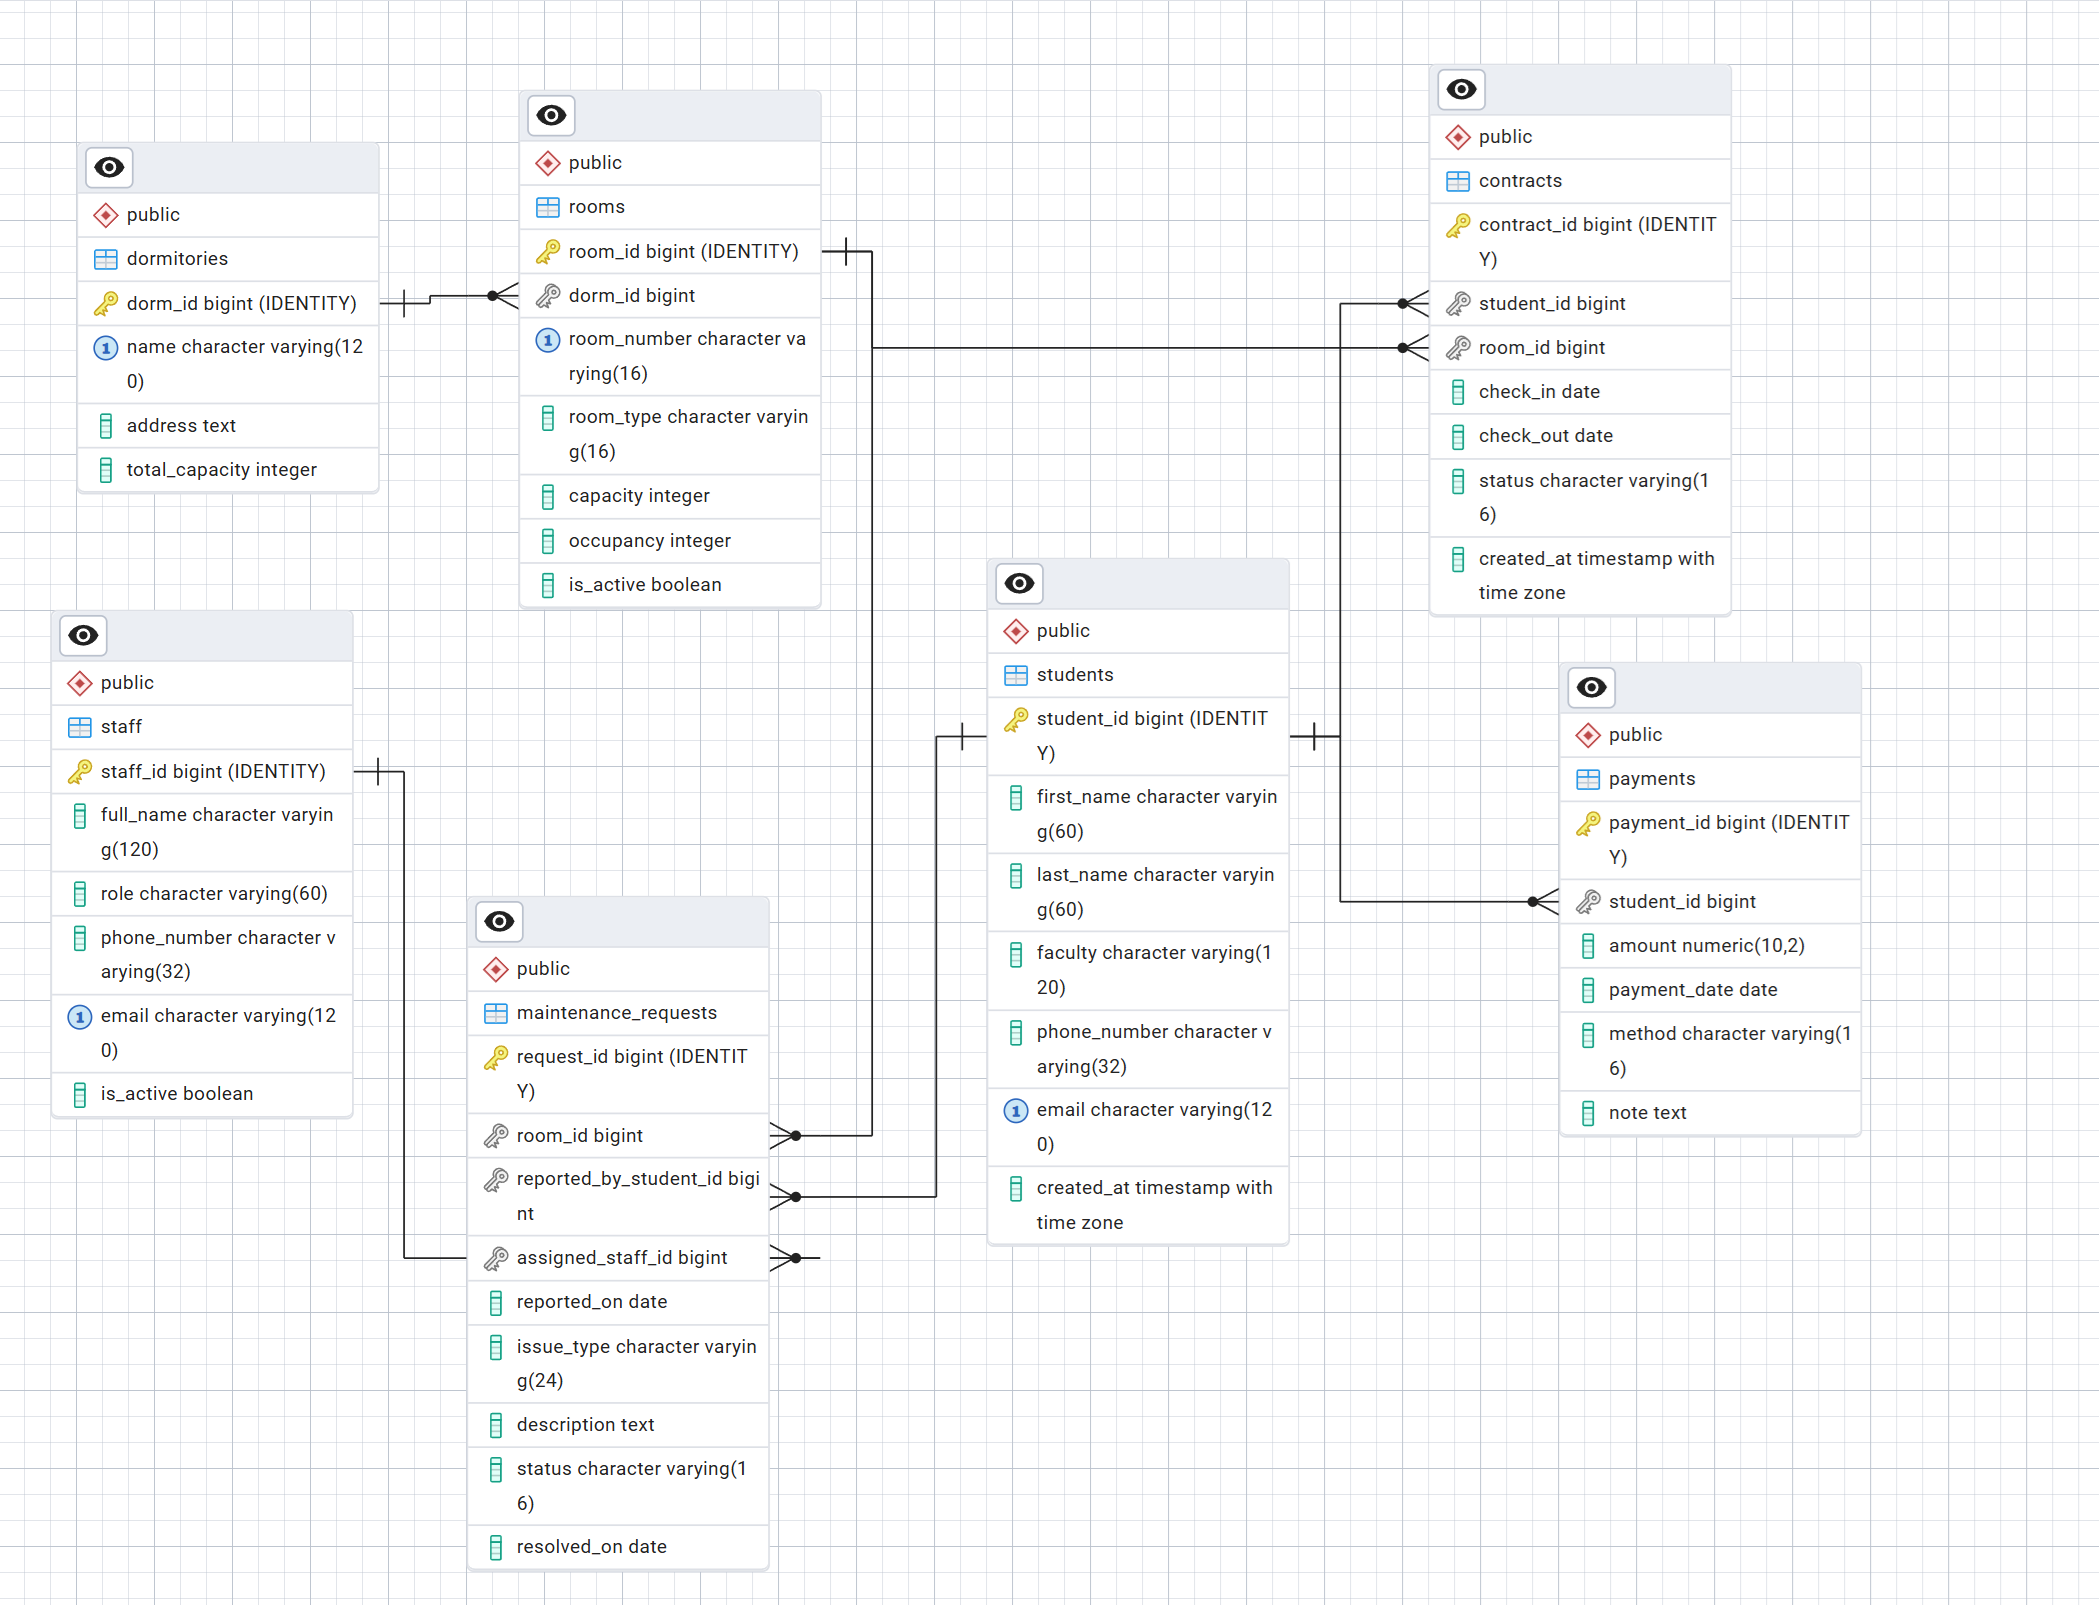 public
dormitories
dorm_id bigint (IDENTITY)
1
name character varying(12
0)
address text
total_capacity integer
public
rooms
room_id bigint (IDENTITY)
dorm_id bigint
1
room_number character va
rying(16)
room_type character varyin
g(16)
capacity integer
occupancy integer
is_active boolean
public
contracts
contract_id bigint (IDENTIT
Y)
student_id bigint
room_id bigint
check_in date
check_out date
status character varying(1
6)
created_at timestamp with
time zone
public
staff
staff_id bigint (IDENTITY)
full_name character varyin
g(120)
role character varying(60)
phone_number character v
arying(32)
1
email character varying(12
0)
is_active boolean
public
maintenance_requests
request_id bigint (IDENTIT
Y)
room_id bigint
reported_by_student_id bigi
nt
assigned_staff_id bigint
reported_on date
issue_type character varyin
g(24)
description text
status character varying(1
6)
resolved_on date
public
students
student_id bigint (IDENTIT
Y)
first_name character varyin
g(60)
last_name character varyin
g(60)
faculty character varying(1
20)
phone_number character v
arying(32)
1
email character varying(12
0)
created_at timestamp with
time zone
public
payments
payment_id bigint (IDENTIT
Y)
student_id bigint
amount numeric(10,2)
payment_date date
method character varying(1
6)
note text